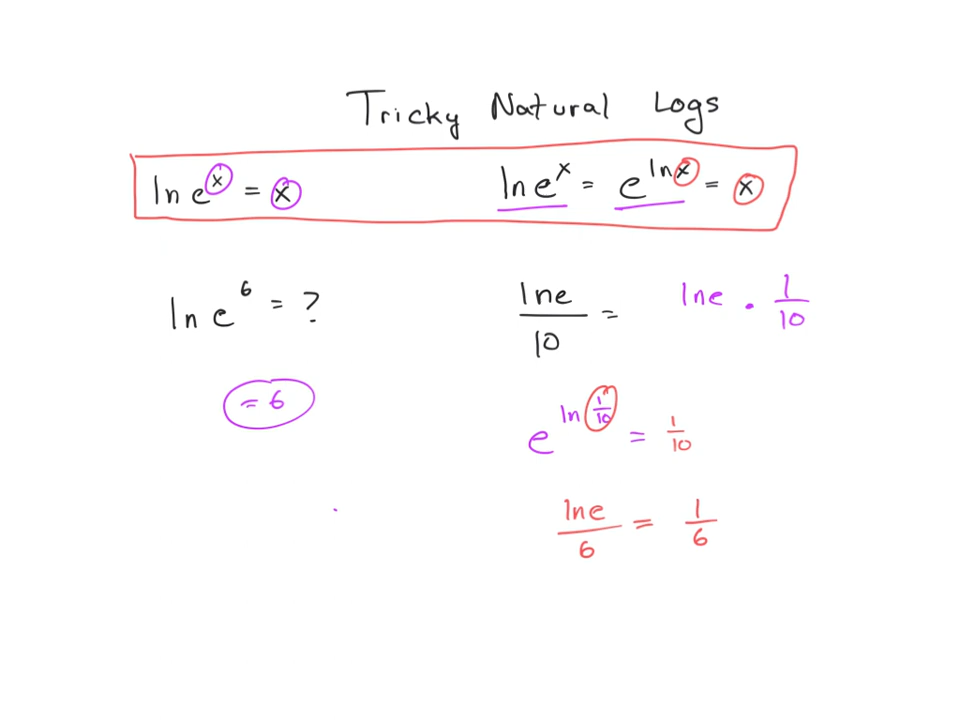 Tricky Natural Logs
ln e^x = x
ln e^x = e^(ln x) = x
ln e^6 = ?
= 6
ln e / 10 = ln e · 1/10
e^(ln 1/10) = 1/10
ln e / 6 = 1/6